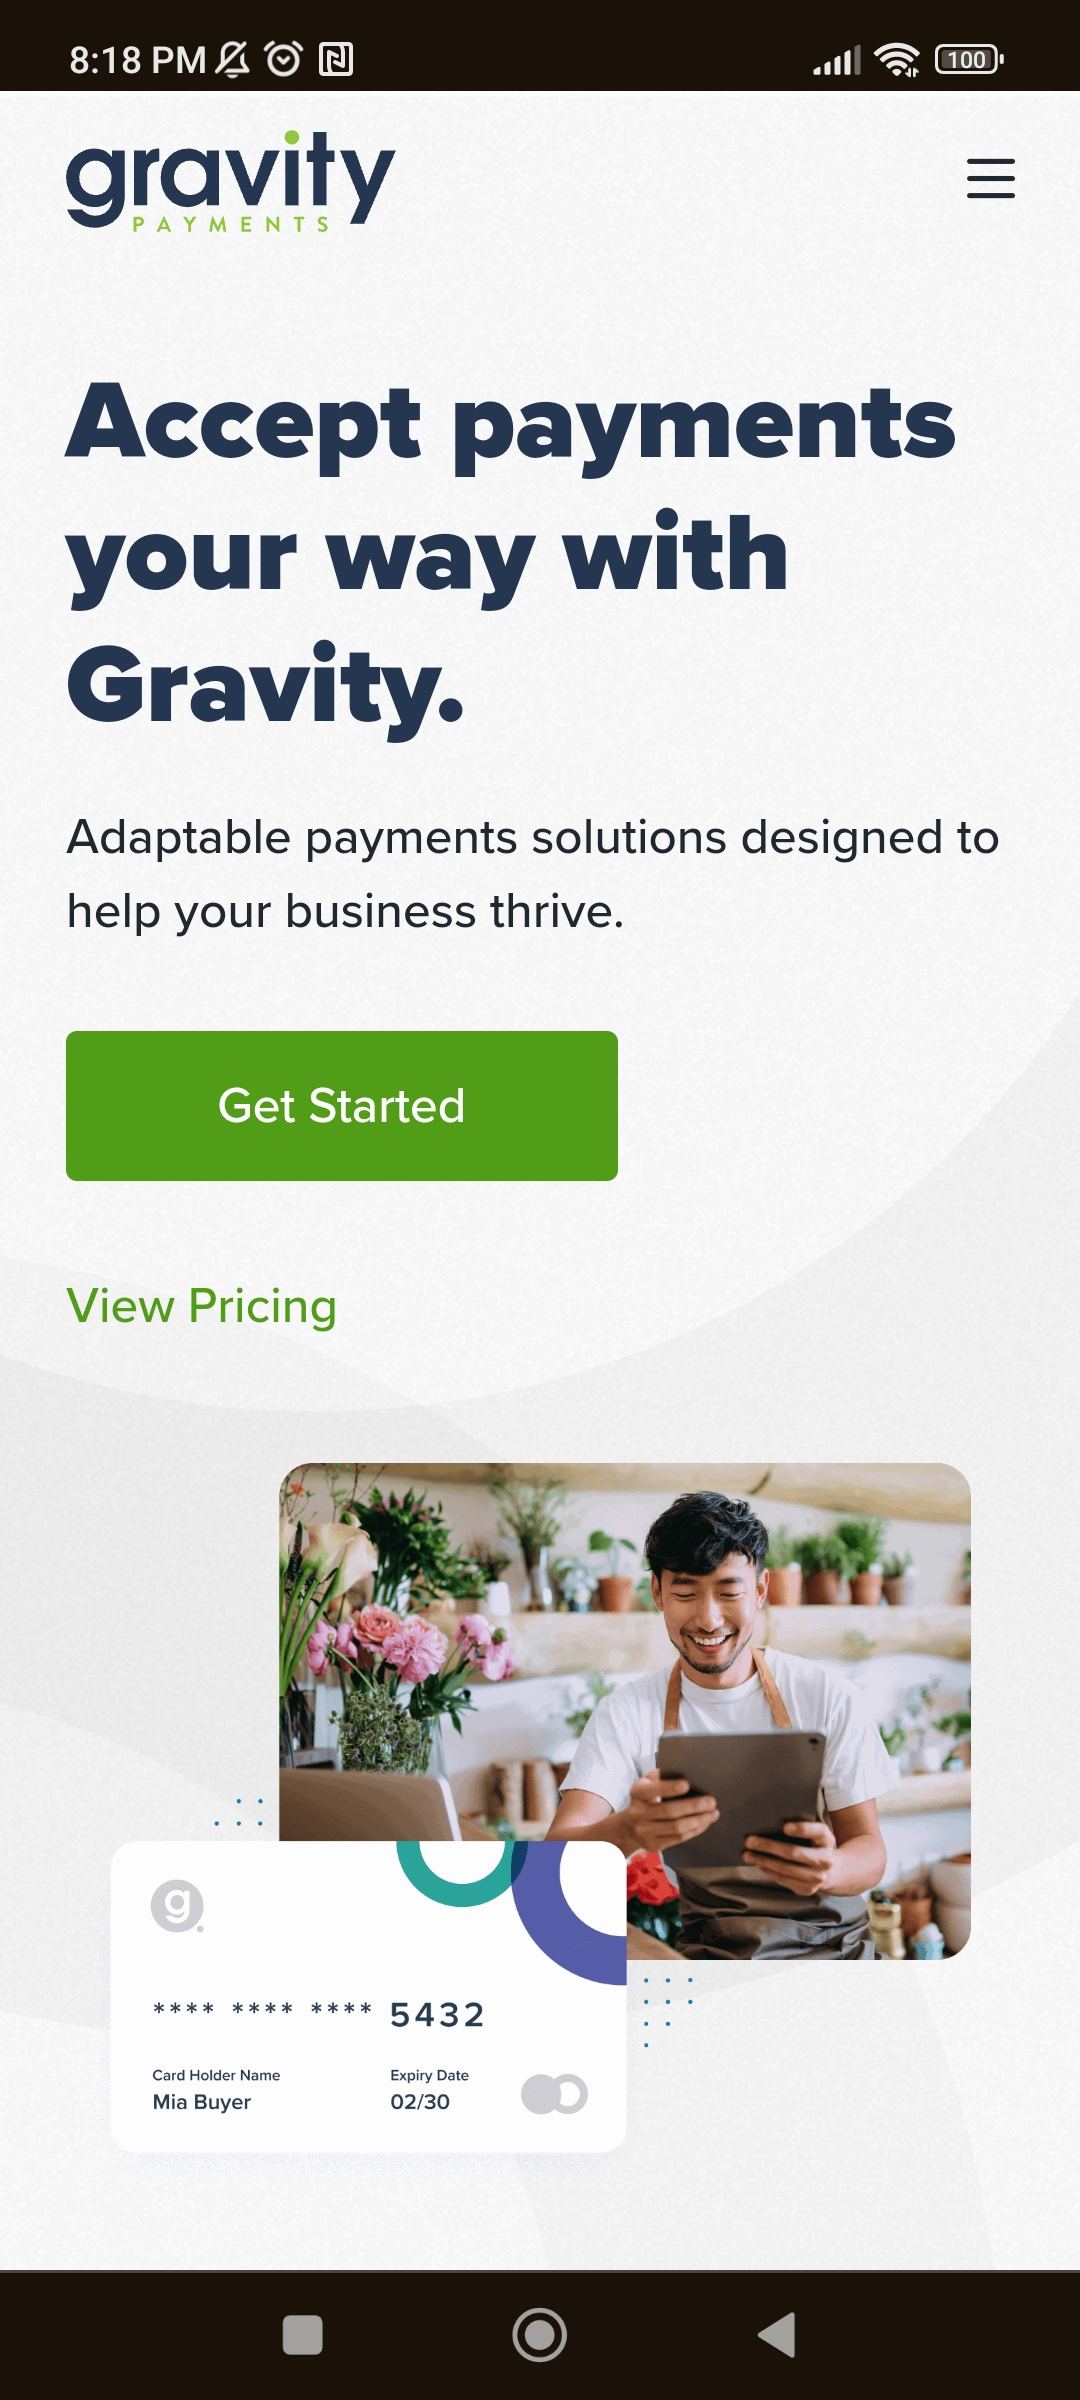 8:18 PM
100
gravity
PAYMENTS
Accept payments
your way with
Gravity.
Adaptable payments solutions designed to
help your business thrive.
Get Started
View Pricing
g
**** **** **** 5432
Card Holder Name
Expiry Date
Mia Buyer
02/30